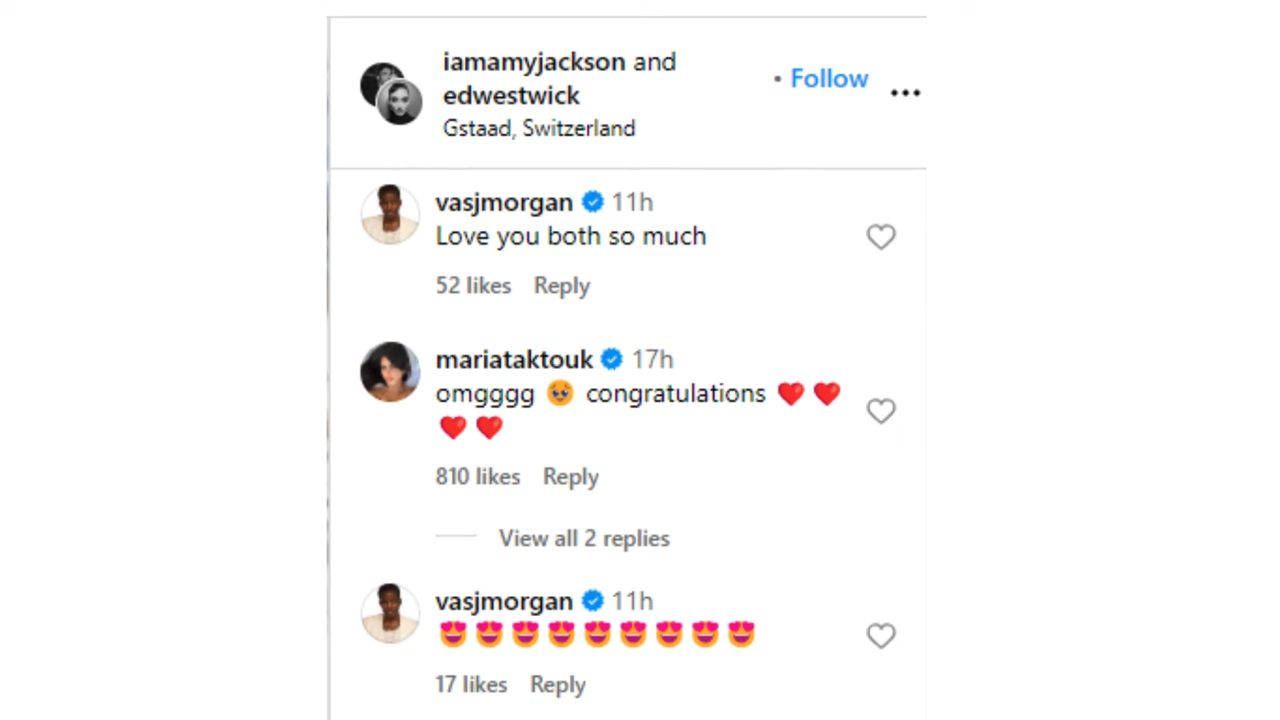 iamamyjackson and
edwestwick
• Follow
Gstaad, Switzerland
vasjmorgan 11h
Love you both so much
52 likes Reply
mariataktouk 17h
omgggg 🥹 congratulations ❤️ ❤️
❤️ ❤️
810 likes Reply
View all 2 replies
vasjmorgan 11h
😍 😍 😍 😍 😍 😍 😍 😍 😍
17 likes Reply